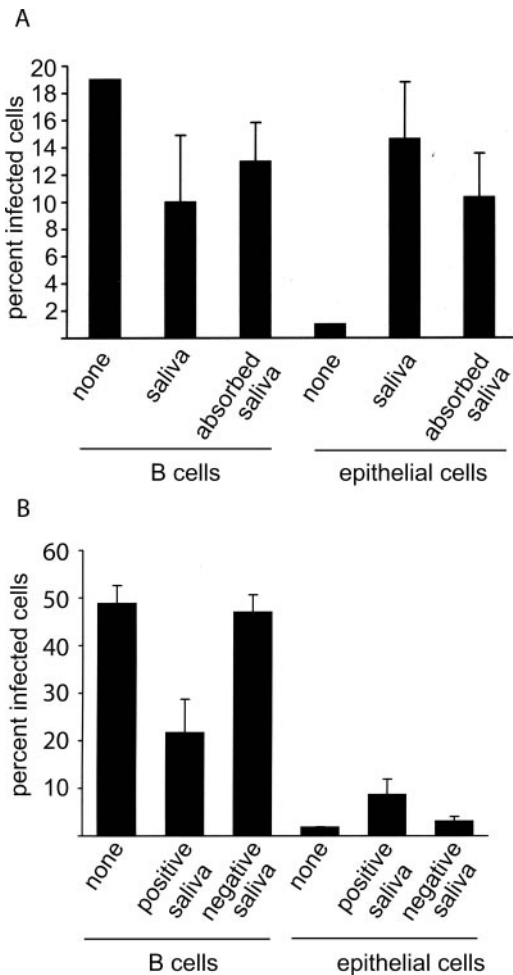 A
percent infected cells
20
18
16
14
12
10
8
6
4
2
none
saliva
absorbed
saliva
none
saliva
absorbed
saliva
B cells
epithelial cells
B
percent infected cells
60
50
40
30
20
10
none
positive
saliva
negative
saliva
none
positive
saliva
negative
saliva
B cells
epithelial cells